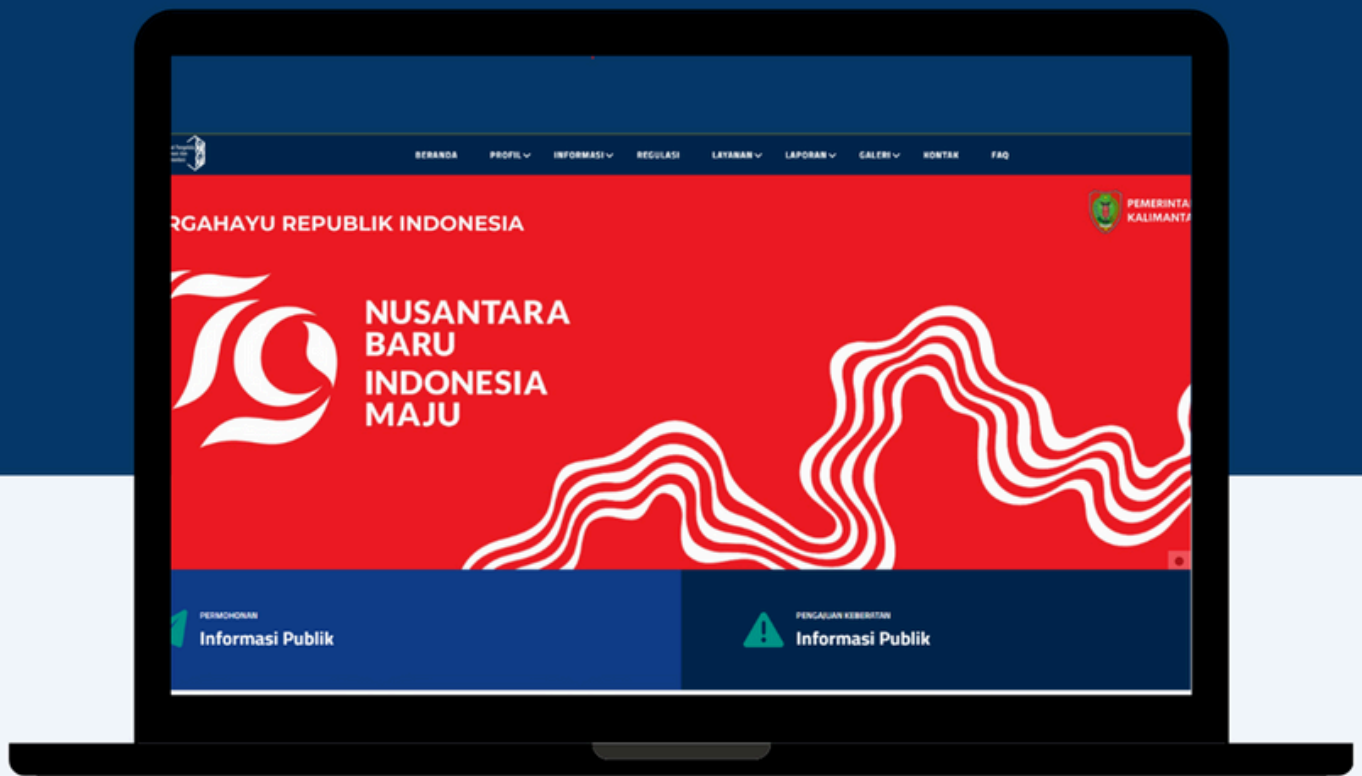 BERANDA PROFIL INFORMASI REGULASI LAYANAN LAPORAN GALERI KONTAK FAQ
RGAHAYU REPUBLIK INDONESIA
PEMERINTA
KALIMANTA
79
NUSANTARA
BARU
INDONESIA
MAJU
PERMOHONAN
Informasi Publik
PENGAJUAN KEBERATAN
Informasi Publik